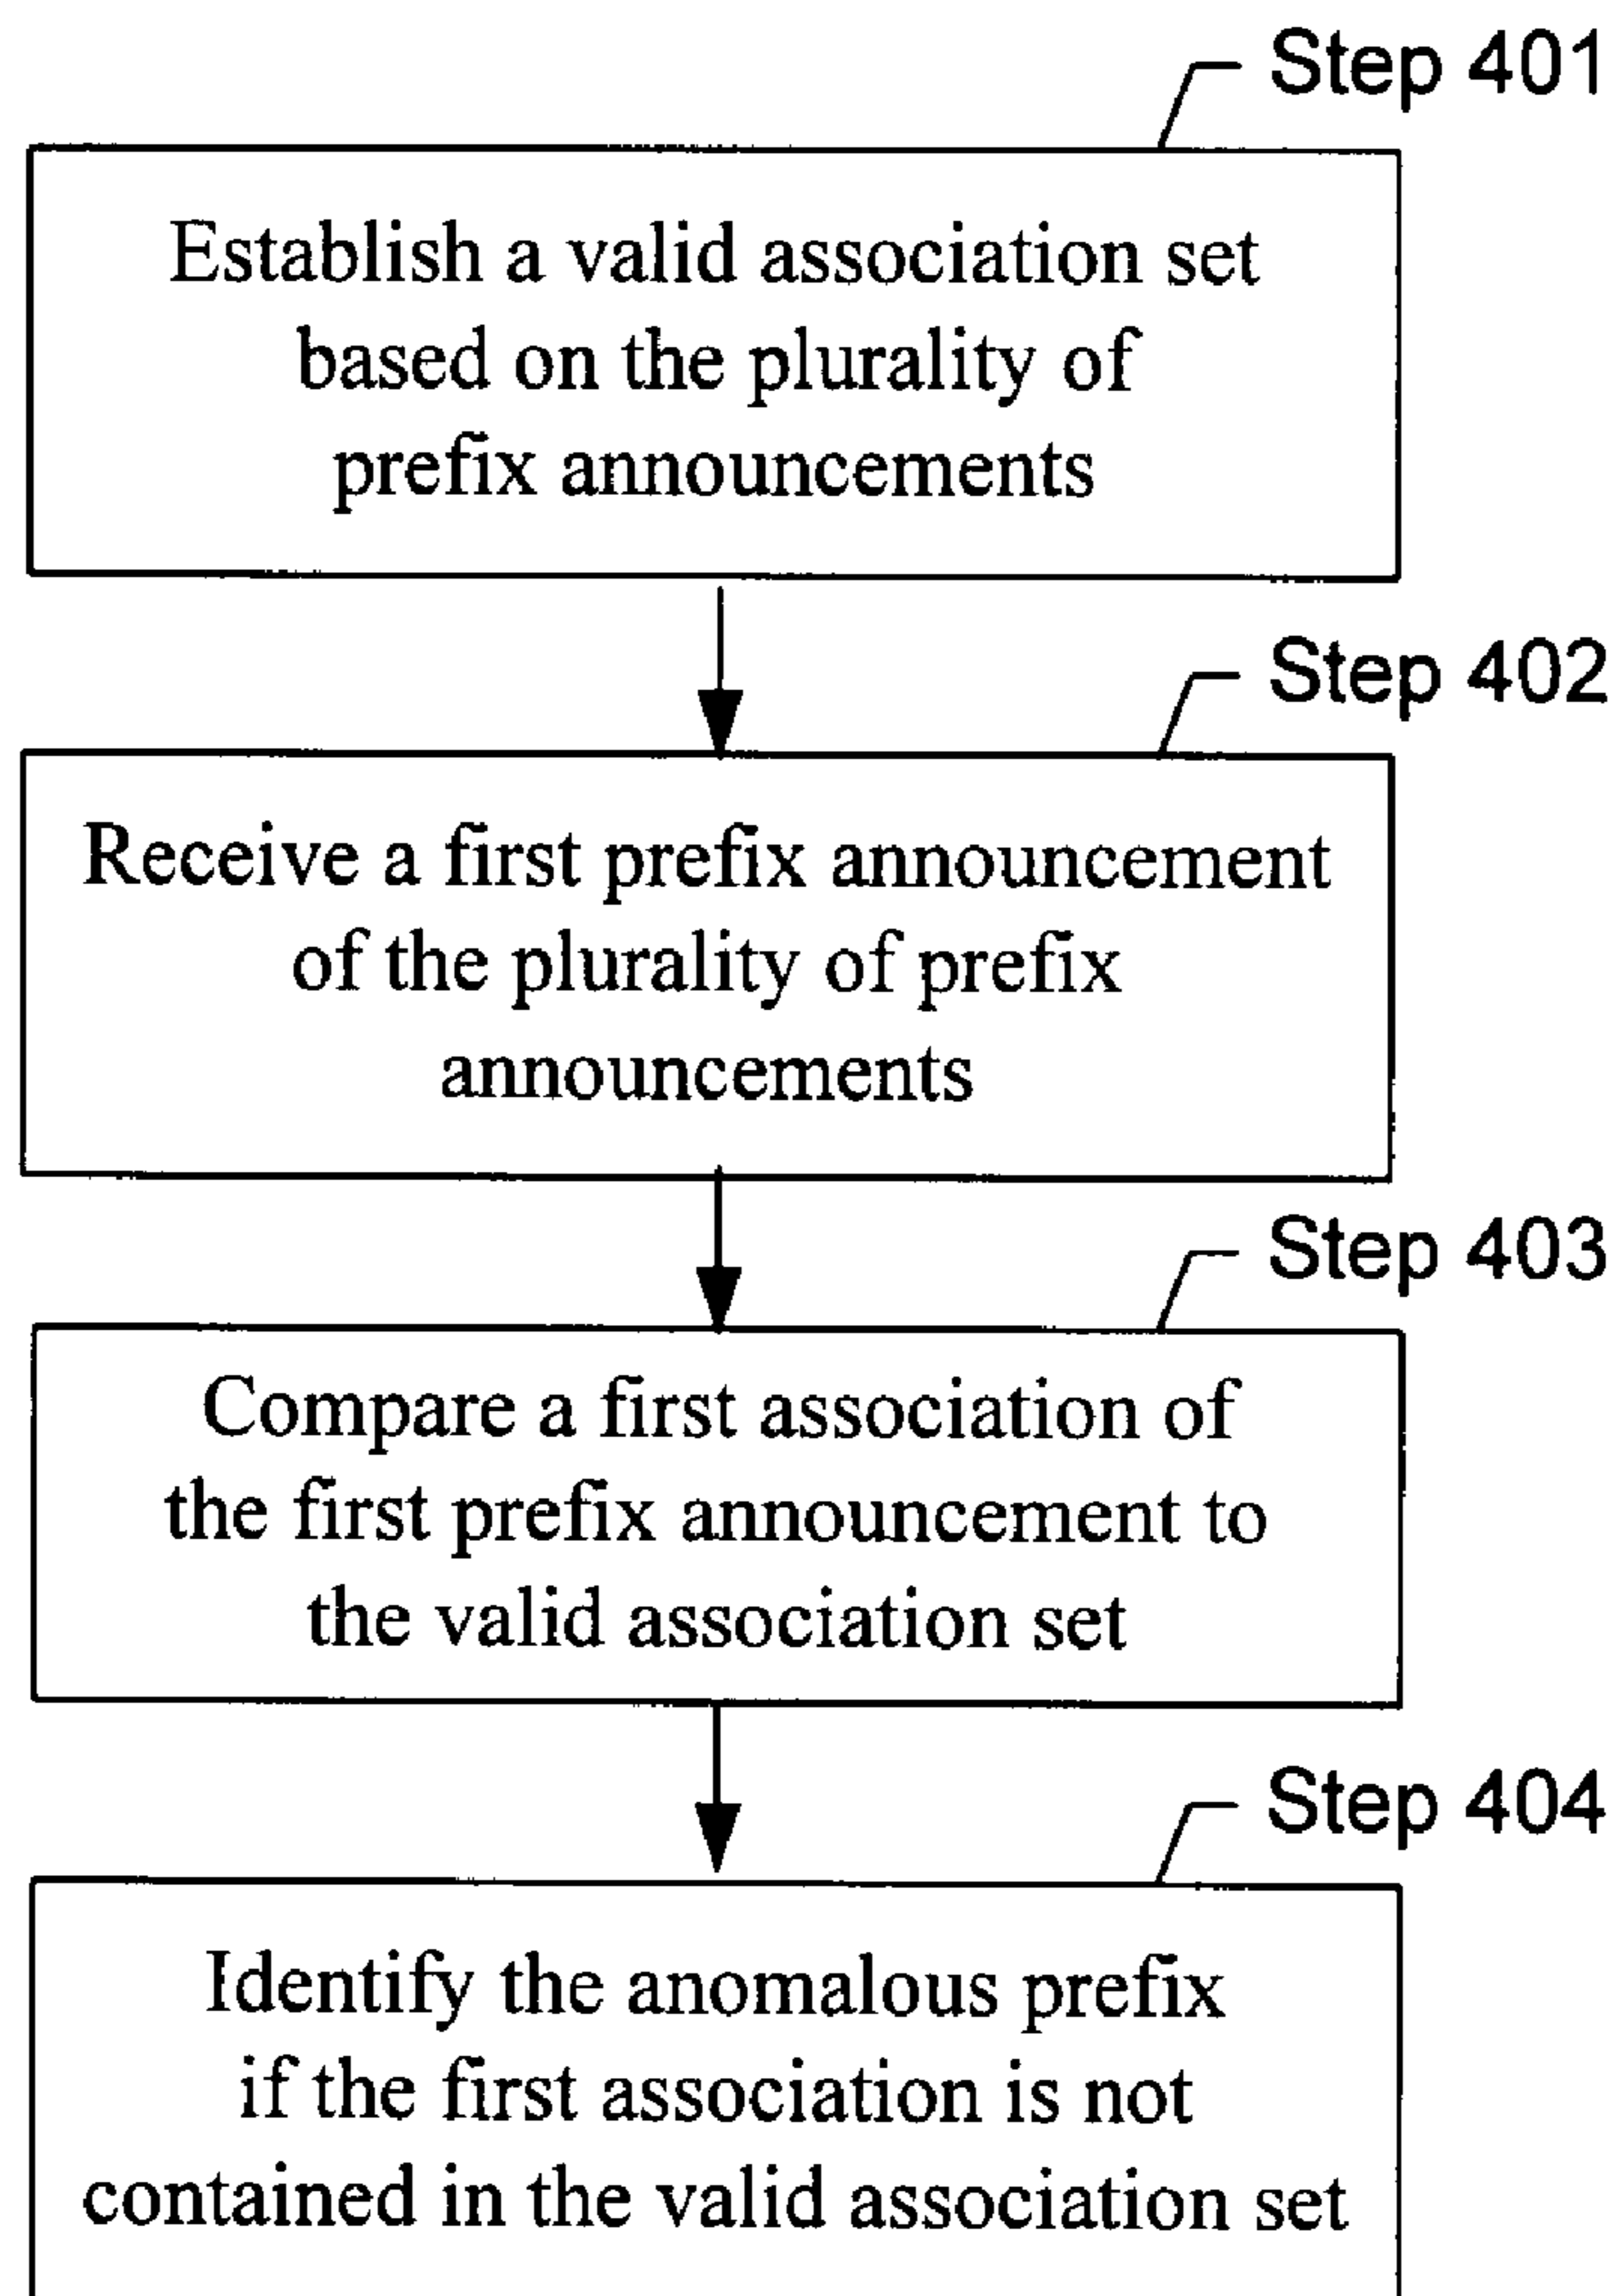 Step 401
Establish a valid association set
based on the plurality of
prefix announcements
Step 402
Receive a first prefix announcement
of the plurality of prefix
announcements
Step 403
Compare a first association of
the first prefix announcement to
the valid association set
Step 404
Identify the anomalous prefix
if the first association is not
contained in the valid association set